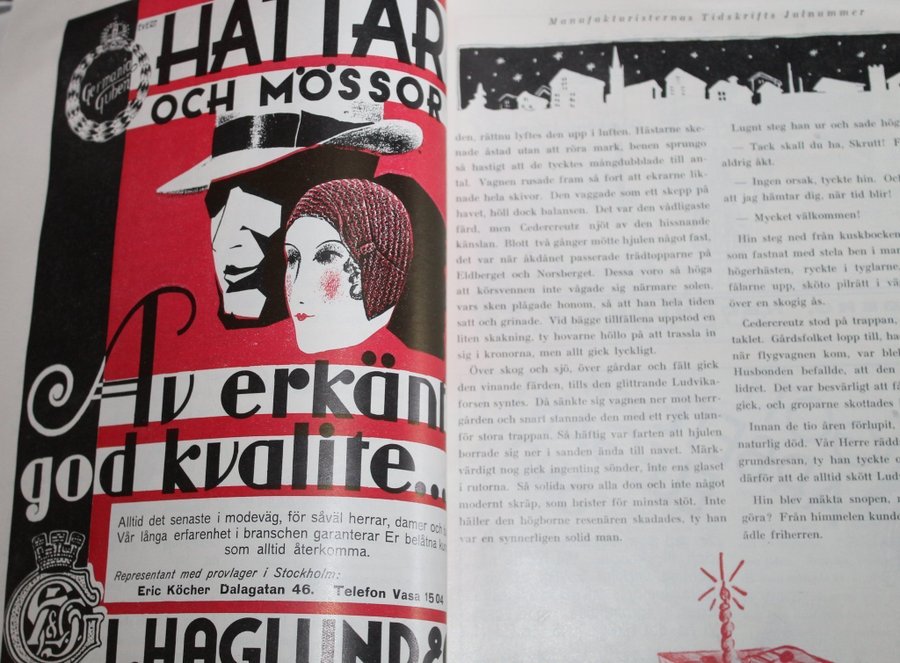 EVERT
HATTAR
OCH MÖSSOR
Germania
Guben
Av erkänn
god kvalite...
Alltid det senaste i modeväg, för såväl herrar, damer och
Vår långa erfarenhet i branschen garanterar Er belåtna
som alltid återkomma.
Representant med provlager i Stockholm:
Eric Köcher Dalagatan 46. Telefon Vasa 1504
HAGLUND &
Manufakturisternas Tidskrifts Julnummer
den, rättnu lyftes den upp i luften. Hästarne ske-
nade åstad utan att röra mark, benen sprungo
så hastigt att de tycktes mångdubblade till an-
tal. Vagnen rusade fram så fort att ekrarne lik-
nade hela skivor. Den vaggade som ett skepp på
havet, höll dock balansen. Det var den vådligaste
färd, men Cedercreutz njöt av den hissnande
känslan. Blott två gånger mötte hjulen något fast,
det var när åkdånet passerade trädtopparne på
Eldberget och Norsberget. Dessa voro så höga
att körsvennen inte vågade sig närmare solen,
vars sken plågade honom, så att han hela tiden
satt och grinade. Vid bägge tillfällena uppstod en
liten skakning, ty hovarne höllo på att trassla in
sig i kronorna, men allt gick lyckligt.
Över skog och sjö, över gårdar och fält gick
den vinande färden, tills den glittrande Ludvika-
forsen syntes. Då sänkte sig vagnen ner mot herr-
gården och snart stannade den med ett ryck utan-
för stora trappan. Så häftig var farten att hjulen
borrade sig ner i sanden ända till navet. Märk-
värdigt nog gick ingenting sönder, inte ens glaset
i rutorna. Så solida voro alla don och inte något
modernt skräp, som brister för minsta stöt. Inte
häller den högborne resenären skadades, ty han
var en synnerligen solid man.
Lugnt steg han ur och sade hög
— Tack skall du ha, Skrutt! F
aldrig åkt.
— Ingen orsak, tyckte hin. Och
att jag hämtar dig, när tid blir!
— Mycket välkommen!
Hin steg ned från kuskbocken
som fastnat med stela ben i mar
högerhästen, ryckte i tyglarne,
fålarne upp, sköto pilrätt i vä
över en skogig ås.
Cedercreutz stod på trappan,
taklet. Gårdsfolket lopp till, ha
när flygvagnen kom, var blek
Husbonden befallde, att den
lidret. Det var besvärligt att få
gick, och groparne skottades
Innan de tio åren förlupit,
naturlig död. Vår Herre rädd
grundsresan, ty han tyckte o
därför att de alltid skött Lud
Hin blev mäkta snopen, m
göra? Från himmelen kunde
ädle friherren.